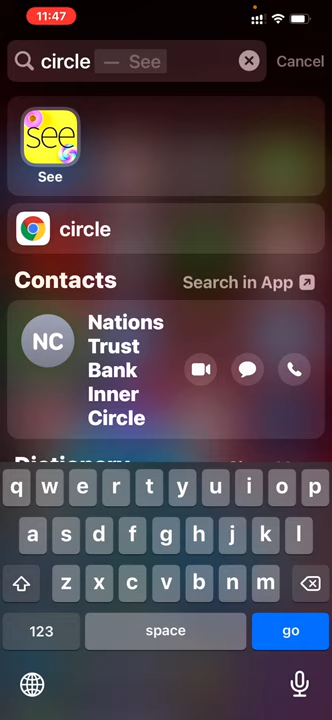 11:47
circle — See
Cancel
see
See
circle
Contacts
Search in App
NC
Nations
Trust
Bank
Inner
Circle
Dictionary
q w e r t y u i o p
a s d f g h j k l
z x c v b n m
123
space
go